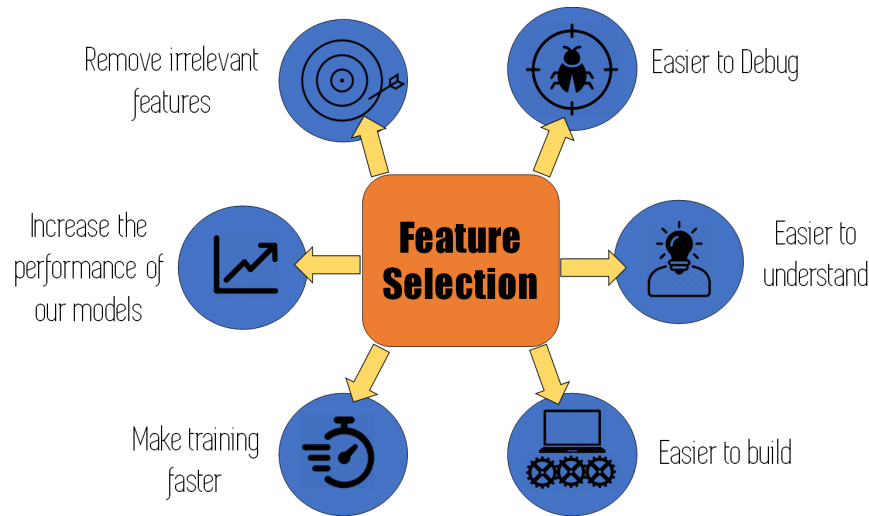 Remove irrelevant
features
Easier to Debug
Increase the
performance of
our models
Feature
Selection
Easier to
understand
Make training
faster
Easier to build